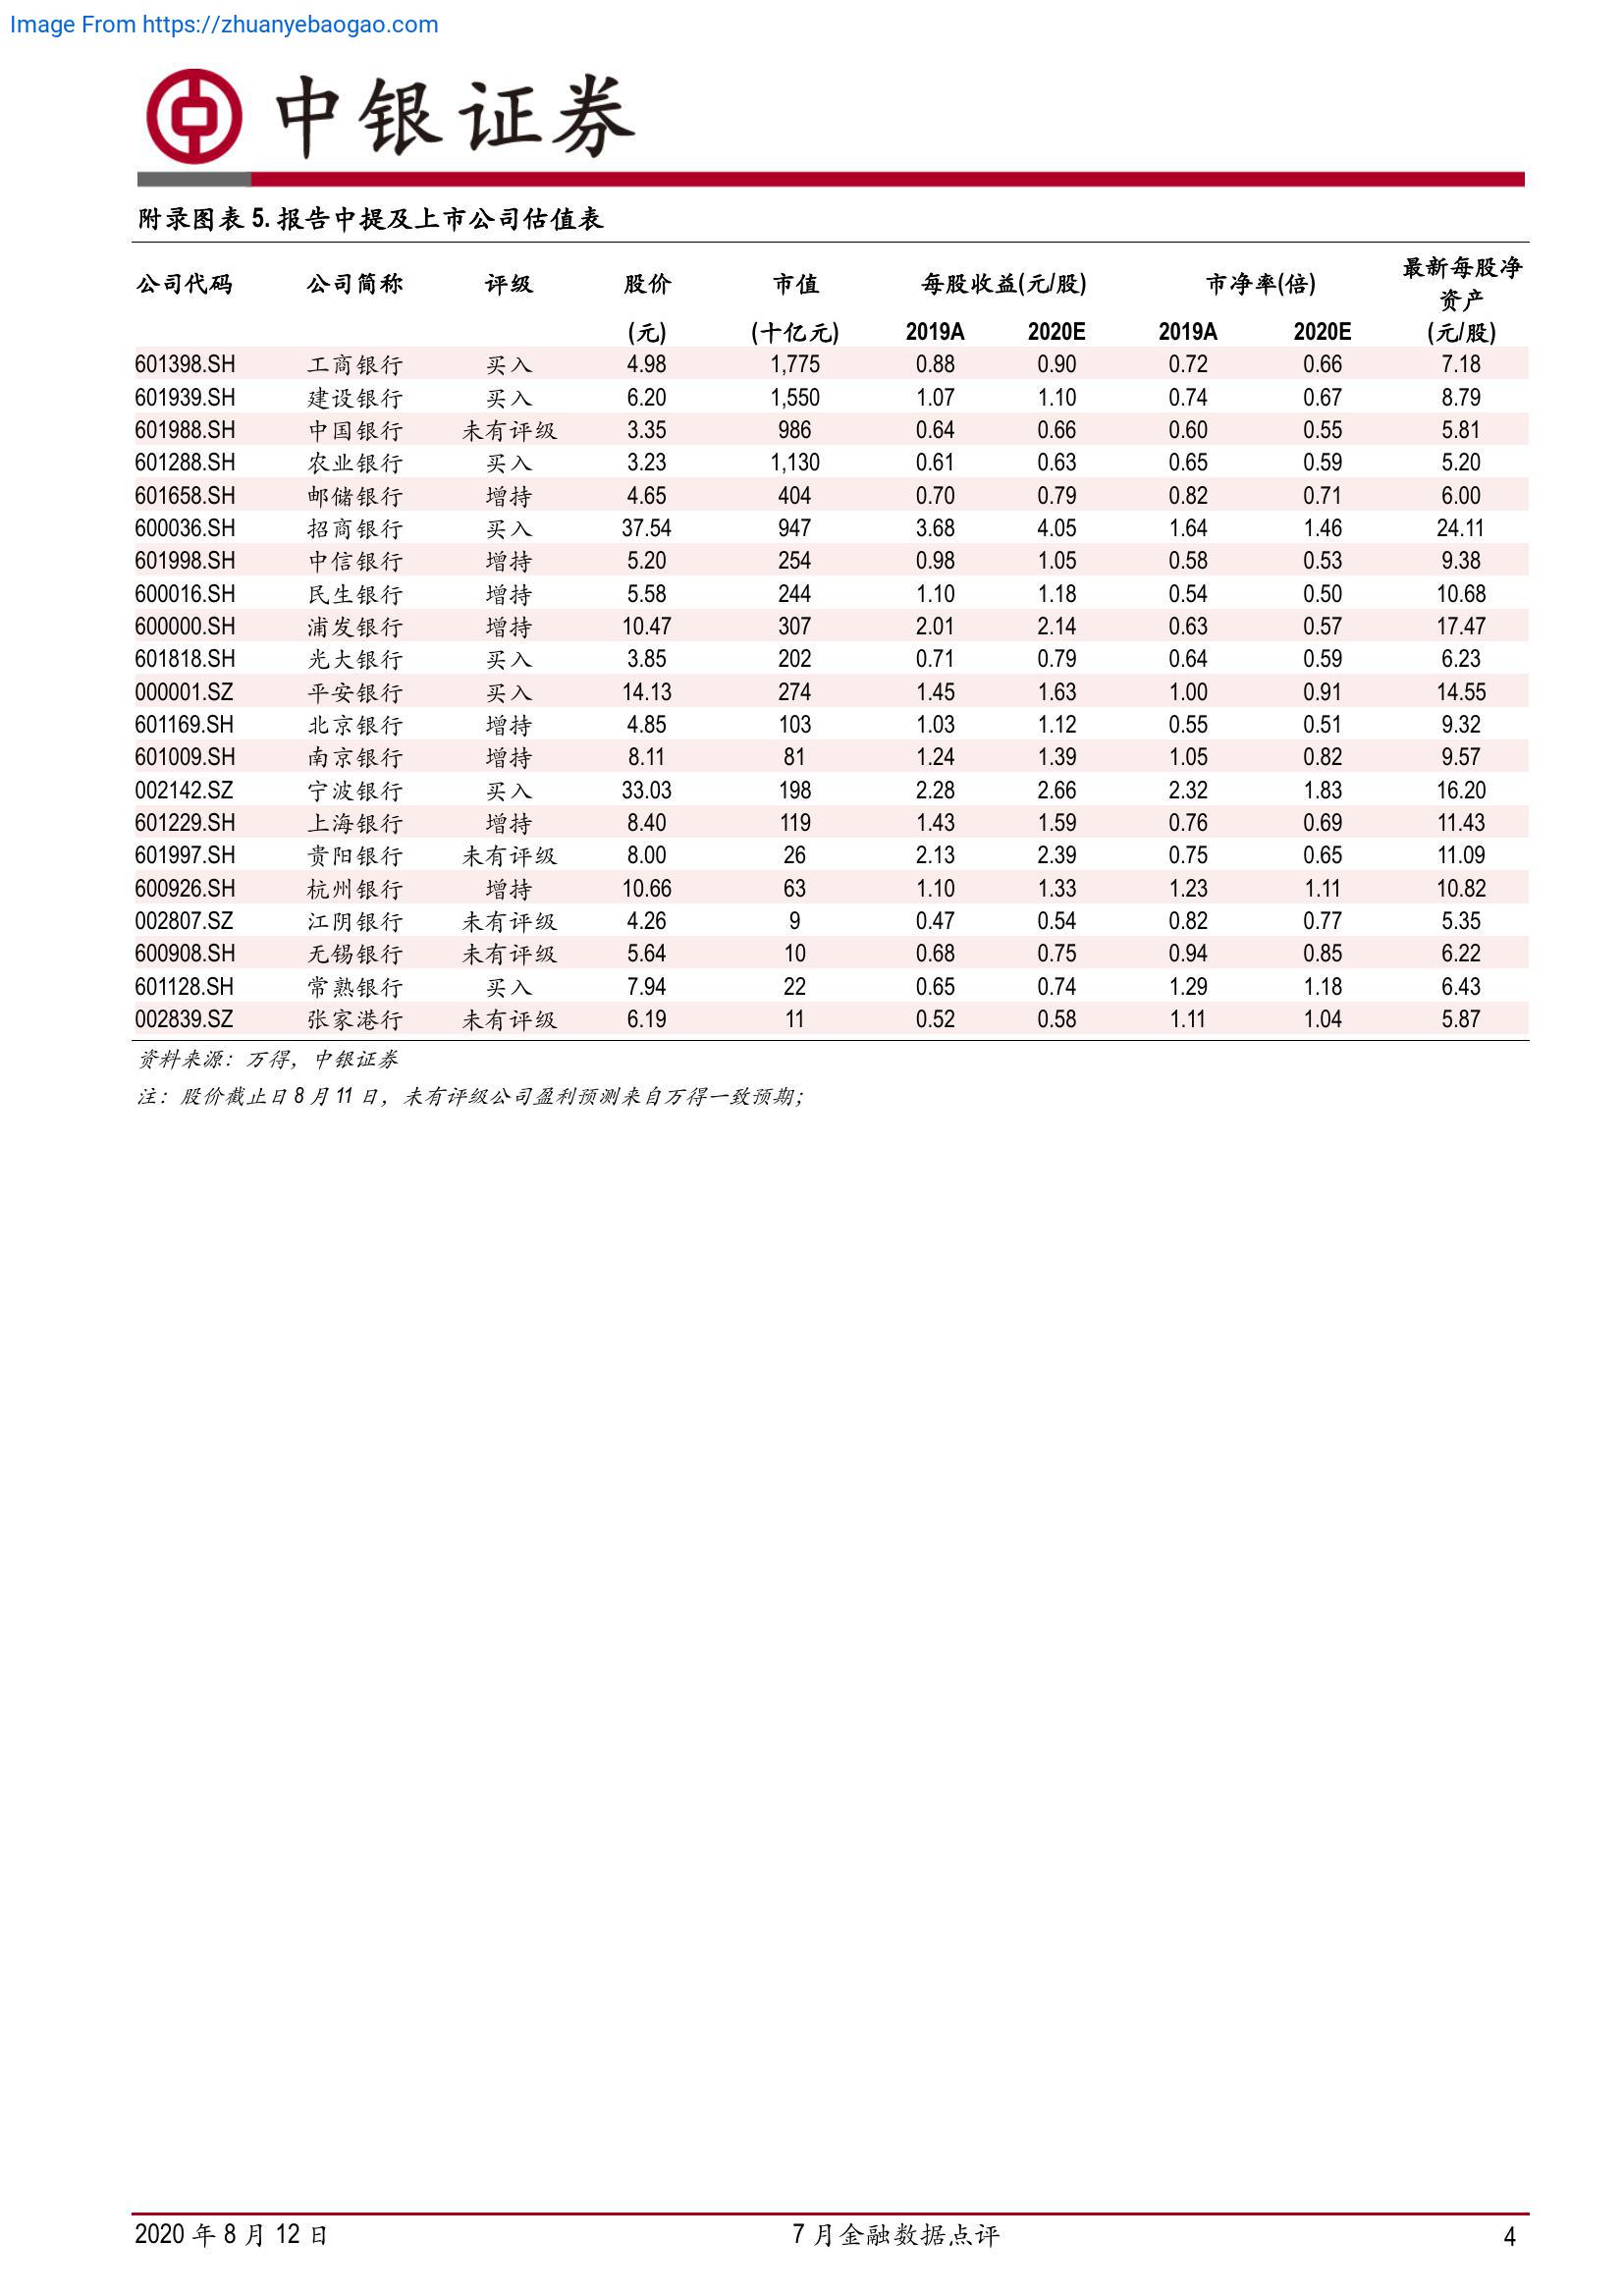 Image From https://zhuanyebaogao.com
中银证券
附录图表 5. 报告中提及上市公司估值表
公司代码 公司简称 评级 股价 市值 每股收益(元/股) 市净率(倍) 最新每股净资产
(元) (十亿元) 2019A 2020E 2019A 2020E (元/股)
601398.SH 工商银行 买入 4.98 1,775 0.88 0.90 0.72 0.66 7.18
601939.SH 建设银行 买入 6.20 1,550 1.07 1.10 0.74 0.67 8.79
601988.SH 中国银行 未有评级 3.35 986 0.64 0.66 0.60 0.55 5.81
601288.SH 农业银行 买入 3.23 1,130 0.61 0.63 0.65 0.59 5.20
601658.SH 邮储银行 增持 4.65 404 0.70 0.79 0.82 0.71 6.00
600036.SH 招商银行 买入 37.54 947 3.68 4.05 1.64 1.46 24.11
601998.SH 中信银行 增持 5.20 254 0.98 1.05 0.58 0.53 9.38
600016.SH 民生银行 增持 5.58 244 1.10 1.18 0.54 0.50 10.68
600000.SH 浦发银行 增持 10.47 307 2.01 2.14 0.63 0.57 17.47
601818.SH 光大银行 买入 3.85 202 0.71 0.79 0.64 0.59 6.23
000001.SZ 平安银行 买入 14.13 274 1.45 1.63 1.00 0.91 14.55
601169.SH 北京银行 增持 4.85 103 1.03 1.12 0.55 0.51 9.32
601009.SH 南京银行 增持 8.11 81 1.24 1.39 1.05 0.82 9.57
002142.SZ 宁波银行 买入 33.03 198 2.28 2.66 2.32 1.83 16.20
601229.SH 上海银行 增持 8.40 119 1.43 1.59 0.76 0.69 11.43
601997.SH 贵阳银行 未有评级 8.00 26 2.13 2.39 0.75 0.65 11.09
600926.SH 杭州银行 增持 10.66 63 1.10 1.33 1.23 1.11 10.82
002807.SZ 江阴银行 未有评级 4.26 9 0.47 0.54 0.82 0.77 5.35
600908.SH 无锡银行 未有评级 5.64 10 0.68 0.75 0.94 0.85 6.22
601128.SH 常熟银行 买入 7.94 22 0.65 0.74 1.29 1.18 6.43
002839.SZ 张家港行 未有评级 6.19 11 0.52 0.58 1.11 1.04 5.87
资料来源：万得，中银证券
注：股价截止日 8 月 11 日，未有评级公司盈利预测来自万得一致预期；
2020 年 8 月 12 日 7 月金融数据点评 4